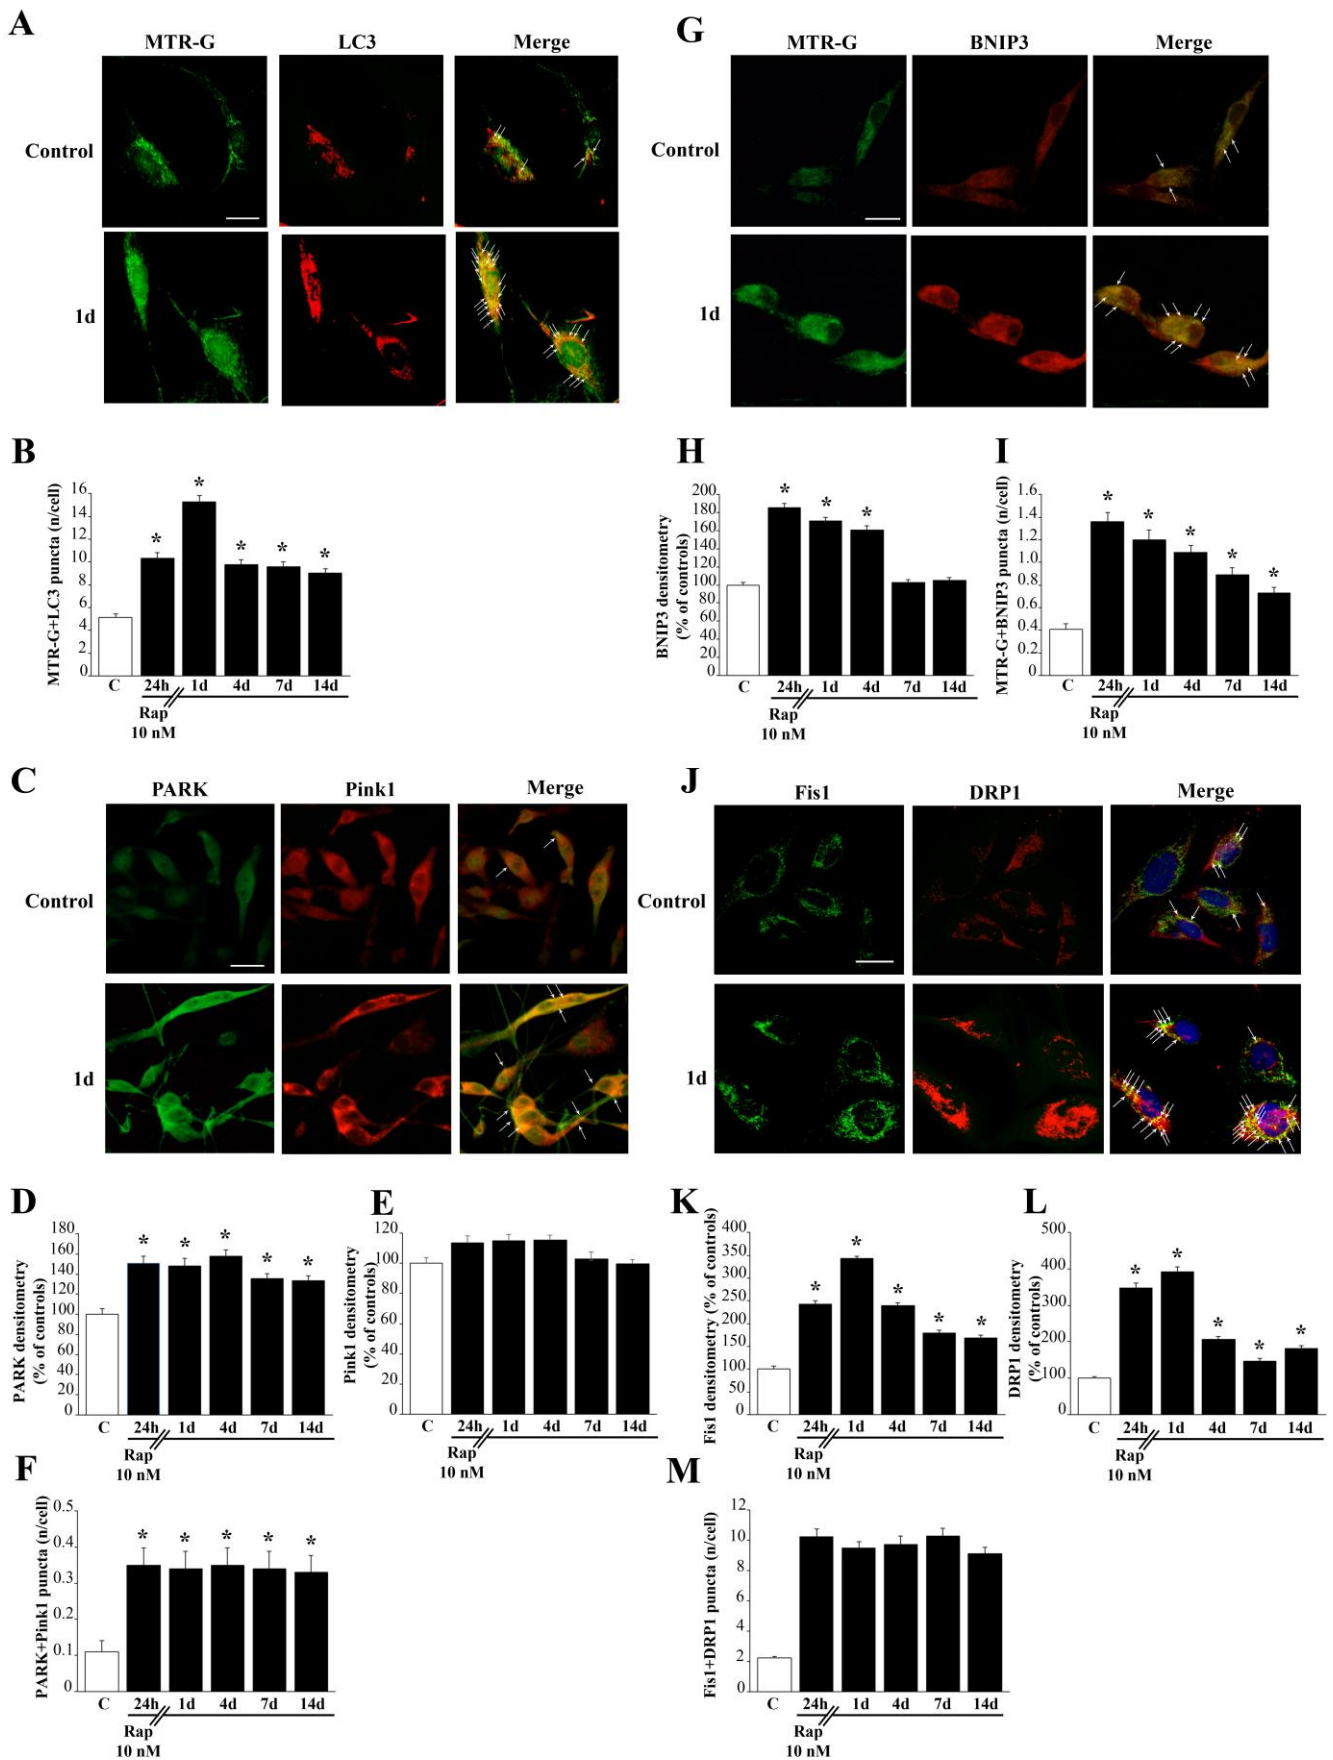 A
MTR-G LC3 Merge
Control
1d
B
MTR-G+LC3 puncta (n/cell)
16
14
12
10
8
6
4
2
0
C 24h 1d 4d 7d 14d
Rap
10 nM
C
PARK Pink1 Merge
Control
1d
D
PARK densitometry
(% of controls)
180
160
140
120
100
80
60
40
20
0
* * * * *
C 24h 1d 4d 7d 14d
Rap
10 nM
E
Pink1 densitometry
(% of controls)
120
100
80
60
40
20
0
C 24h 1d 4d 7d 14d
Rap
10 nM
F
PARK+Pink1 puncta (n/cell)
0.5
0.4
0.3
0.2
0.1
0
* * * * *
C 24h 1d 4d 7d 14d
Rap
10 nM
G
MTR-G BNIP3 Merge
Control
1d
H
BNIP3 densitometry
(% of controls)
200
180
160
140
120
100
80
60
40
20
0
* * *
C 24h 1d 4d 7d 14d
Rap
10 nM
I
MTR-G+BNIP3 puncta (n/cell)
1.6
1.4
1.2
1.0
0.8
0.6
0.4
0.2
0
* * * * *
C 24h 1d 4d 7d 14d
Rap
10 nM
J
Fis1 DRP1 Merge
Control
1d
K
Fis1 densitometry (% of controls)
400
350
300
250
200
150
100
50
0
* * * * *
C 24h 1d 4d 7d 14d
Rap
10 nM
L
DRP1 densitometry
(% of controls)
500
400
300
200
100
0
* * * * *
C 24h 1d 4d 7d 14d
Rap
10 nM
M
Fis1+DRP1 puncta (n/cell)
12
10
8
6
4
2
0
C 24h 1d 4d 7d 14d
Rap
10 nM